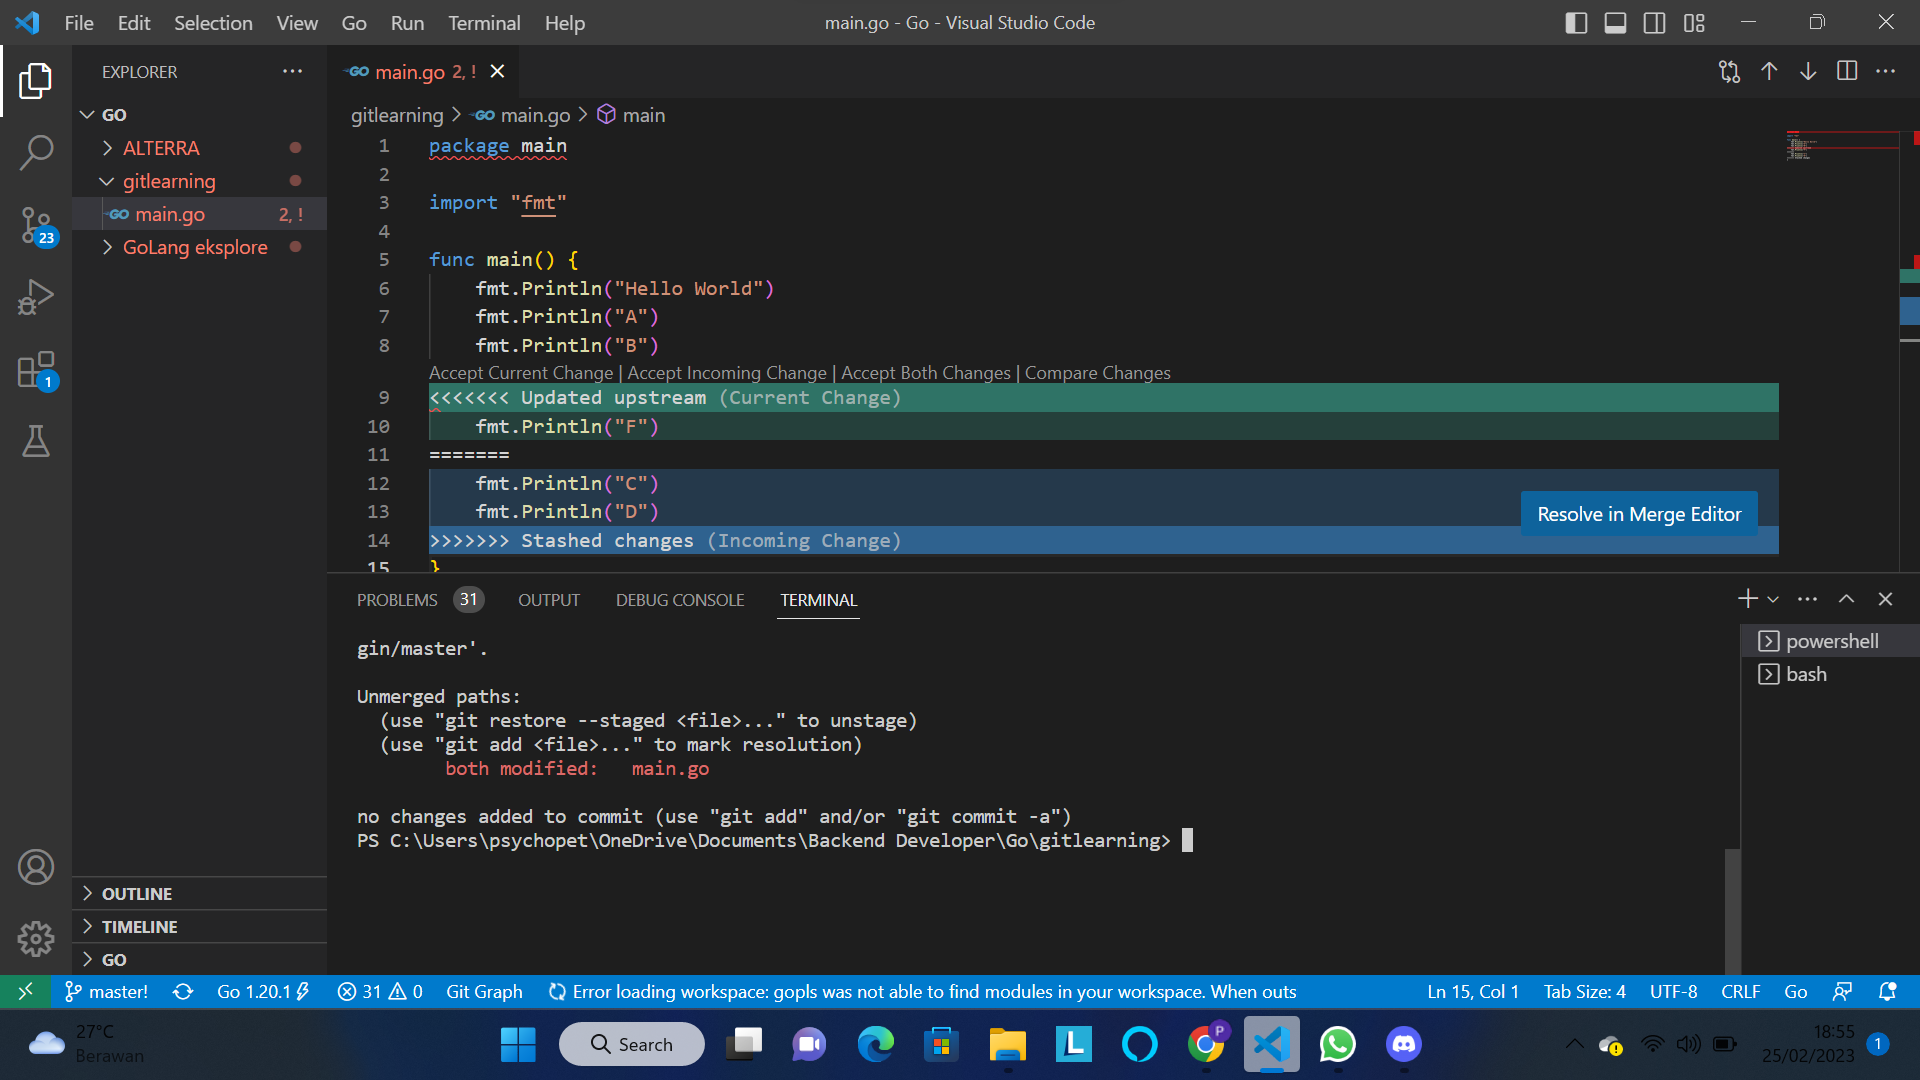 File Edit Selection View Go Run Terminal Help
main.go - Go - Visual Studio Code
EXPLORER
GO
ALTERRA
gitlearning
GO main.go 2, !
GoLang eksplore
23
1
OUTLINE
TIMELINE
GO
GO main.go 2, !
gitlearning > GO main.go > main
1 package main
2
3 import "fmt"
4
5 func main() {
6 fmt.Println("Hello World")
7 fmt.Println("A")
8 fmt.Println("B")
Accept Current Change | Accept Incoming Change | Accept Both Changes | Compare Changes
9 <<<<<<< Updated upstream (Current Change)
10 fmt.Println("F")
11 =======
12 fmt.Println("C")
13 fmt.Println("D")
14 >>>>>>> Stashed changes (Incoming Change)
15 }
Resolve in Merge Editor
PROBLEMS 31 OUTPUT DEBUG CONSOLE TERMINAL
gin/master'.
Unmerged paths:
(use "git restore --staged <file>..." to unstage)
(use "git add <file>..." to mark resolution)
both modified: main.go
no changes added to commit (use "git add" and/or "git commit -a")
PS C:\Users\psychopet\OneDrive\Documents\Backend Developer\Go\gitlearning>
powershell
bash
master! Go 1.20.1 31 0 Git Graph Error loading workspace: gopls was not able to find modules in your workspace. When outs Ln 15, Col 1 Tab Size: 4 UTF-8 CRLF Go
27°C
Berawan
Search
L
P
18:55
25/02/2023
1